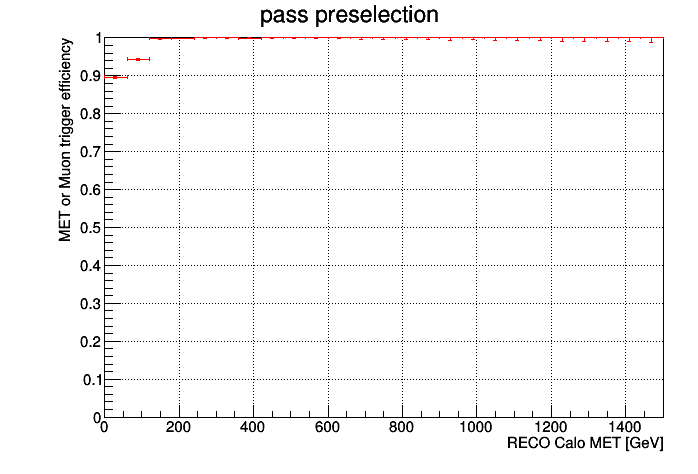 pass preselection
MET or Muon trigger efficiency
1
0.9
0.8
0.7
0.6
0.5
0.4
0.3
0.2
0.1
0
0 200 400 600 800 1000 1200 1400
RECO Calo MET [GeV]